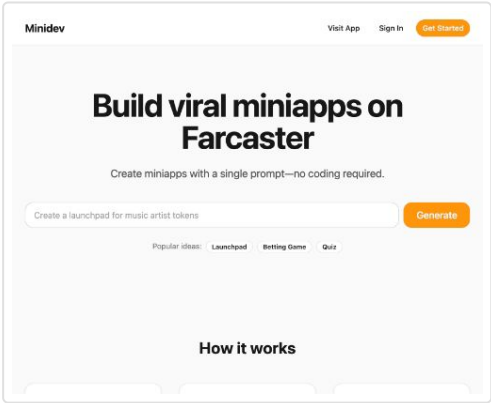 Minidev
Visit App
Sign In
Get Started
Build viral miniapps on
Farcaster
Create miniapps with a single prompt—no coding required.
Create a launchpad for music artist tokens
Generate
Popular ideas:
Launchpad
Betting Game
Quiz
How it works